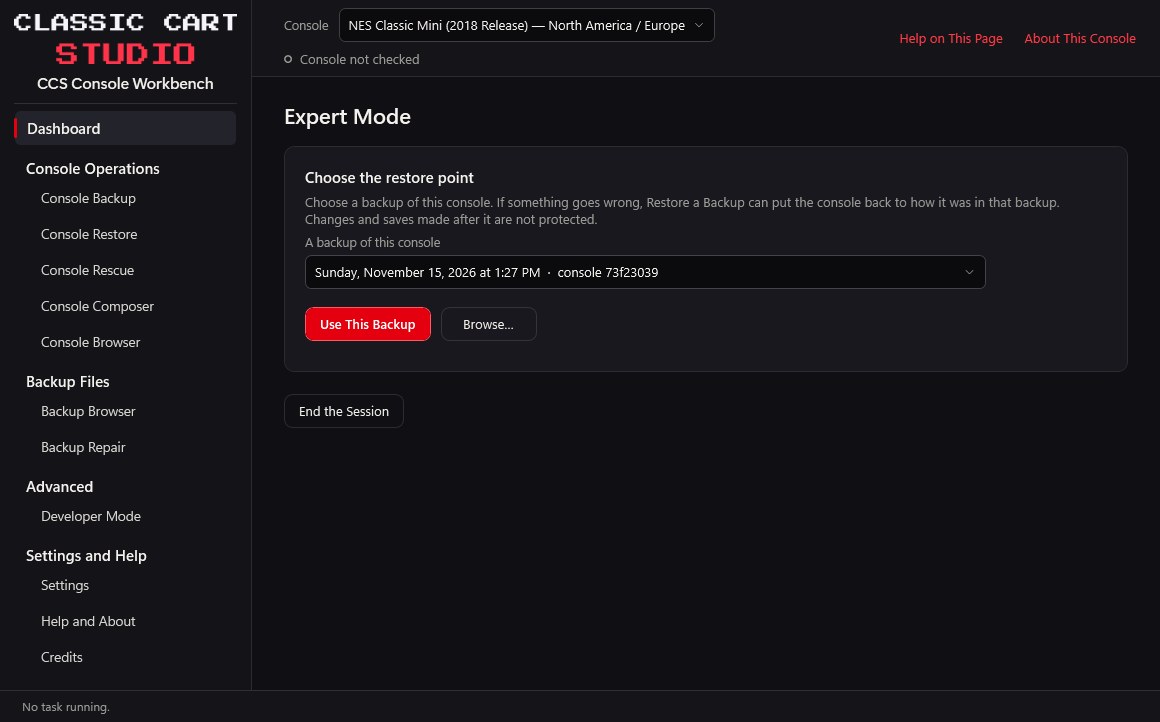 CLASSIC CART
STUDIO
CCS Console Workbench
Dashboard
Console Operations
Console Backup
Console Restore
Console Rescue
Console Composer
Console Browser
Backup Files
Backup Browser
Backup Repair
Advanced
Developer Mode
Settings and Help
Settings
Help and About
Credits
Console
NES Classic Mini (2018 Release) — North America / Europe
Console not checked
Help on This Page
About This Console
Expert Mode
Choose the restore point
Choose a backup of this console. If something goes wrong, Restore a Backup can put the console back to how it was in that backup.
Changes and saves made after it are not protected.
A backup of this console
Sunday, November 15, 2026 at 1:27 PM · console 73f23039
Use This Backup
Browse...
End the Session
No task running.